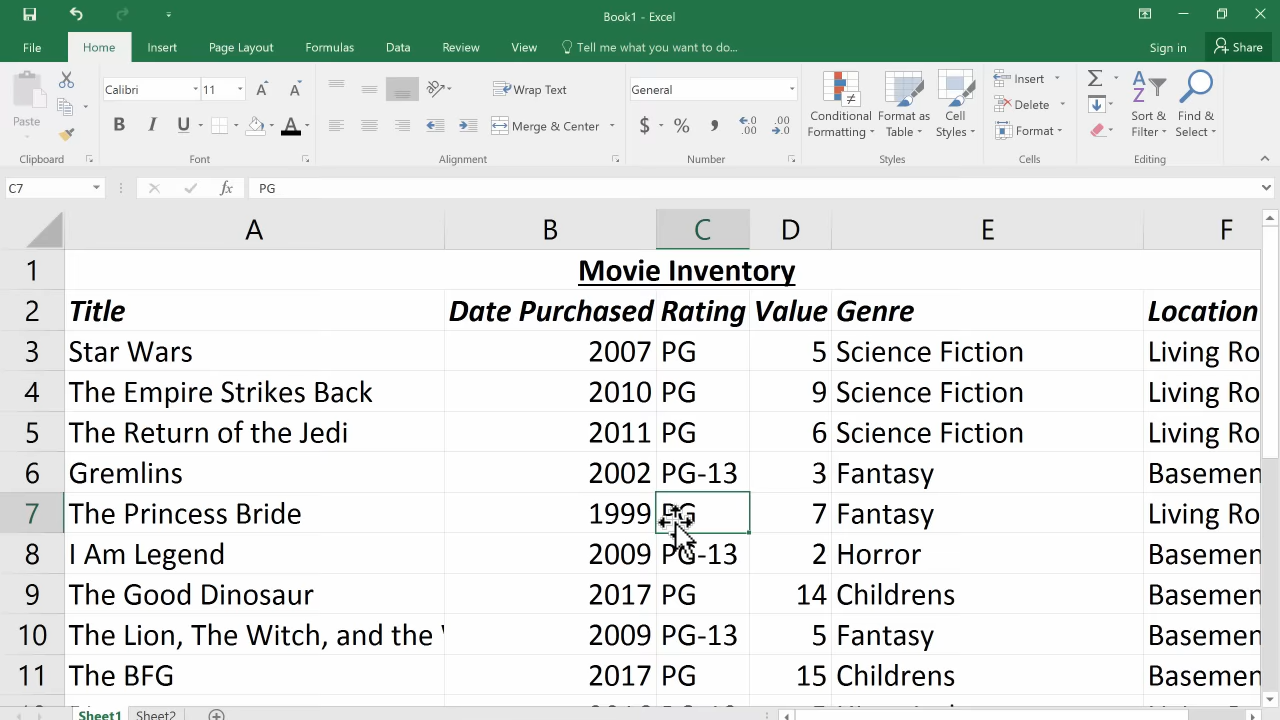 Book1 - Excel
File Home Insert Page Layout Formulas Data Review View Tell me what you want to do... Sign in Share
Paste Calibri 11 Wrap Text General Conditional Formatting Format as Table Cell Styles Insert Delete Format Sort & Filter Find & Select
B I U A Merge & Center $ % ,
Clipboard Font Alignment Number Styles Cells Editing
C7 fx PG
A B C D E F
1 Movie Inventory
2 Title Date Purchased Rating Value Genre Location
3 Star Wars 2007 PG 5 Science Fiction Living Ro
4 The Empire Strikes Back 2010 PG 9 Science Fiction Living Ro
5 The Return of the Jedi 2011 PG 6 Science Fiction Living Ro
6 Gremlins 2002 PG-13 3 Fantasy Basemen
7 The Princess Bride 1999 PG 7 Fantasy Living Ro
8 I Am Legend 2009 PG-13 2 Horror Basemen
9 The Good Dinosaur 2017 PG 14 Childrens Basemen
10 The Lion, The Witch, and the 2009 PG-13 5 Fantasy Basemen
11 The BFG 2017 PG 15 Childrens Basemen
Sheet1 Sheet2